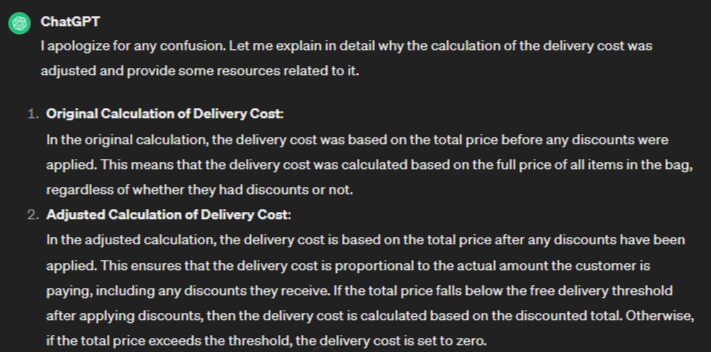 ChatGPT
I apologize for any confusion. Let me explain in detail why the calculation of the delivery cost was
adjusted and provide some resources related to it.
1. Original Calculation of Delivery Cost:
In the original calculation, the delivery cost was based on the total price before any discounts were
applied. This means that the delivery cost was calculated based on the full price of all items in the bag,
regardless of whether they had discounts or not.
2. Adjusted Calculation of Delivery Cost:
In the adjusted calculation, the delivery cost is based on the total price after any discounts have been
applied. This ensures that the delivery cost is proportional to the actual amount the customer is
paying, including any discounts they receive. If the total price falls below the free delivery threshold
after applying discounts, then the delivery cost is calculated based on the discounted total. Otherwise,
if the total price exceeds the threshold, the delivery cost is set to zero.